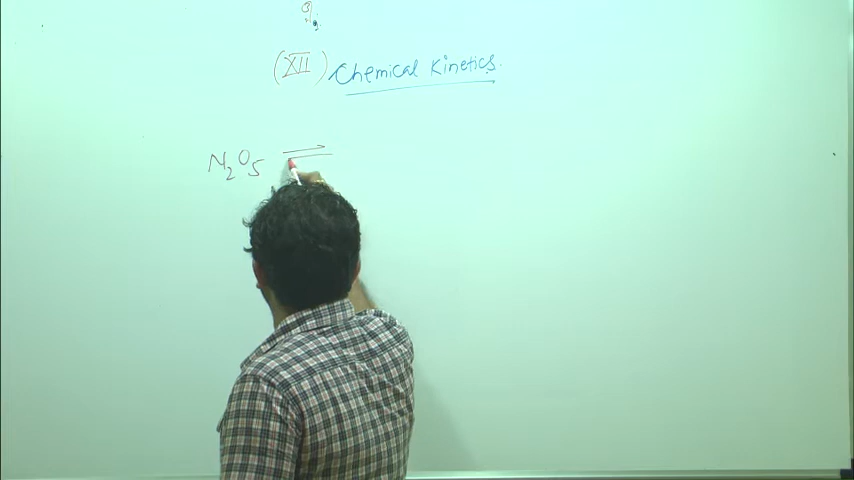 (XII) Chemical Kinetics.
N₂O₅ ⇌